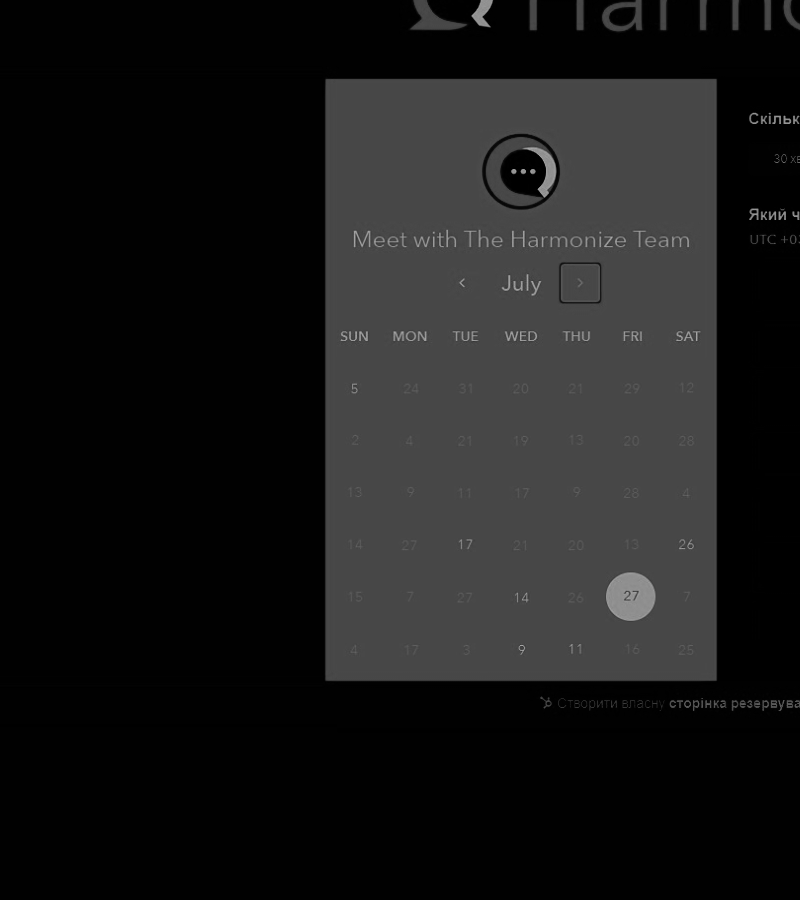 Harmo
Скільк
30 хв
Meet with The Harmonize Team
Який ч
UTC +03
July
SUN MON TUE WED THU FRI SAT
5 24 31 20 21 29 12
2 4 21 19 13 20 28
13 9 11 17 9 28 4
14 27 17 21 20 13 26
15 7 27 14 26 27 7
4 17 3 9 11 16 25
Створити власну сторінка резервува